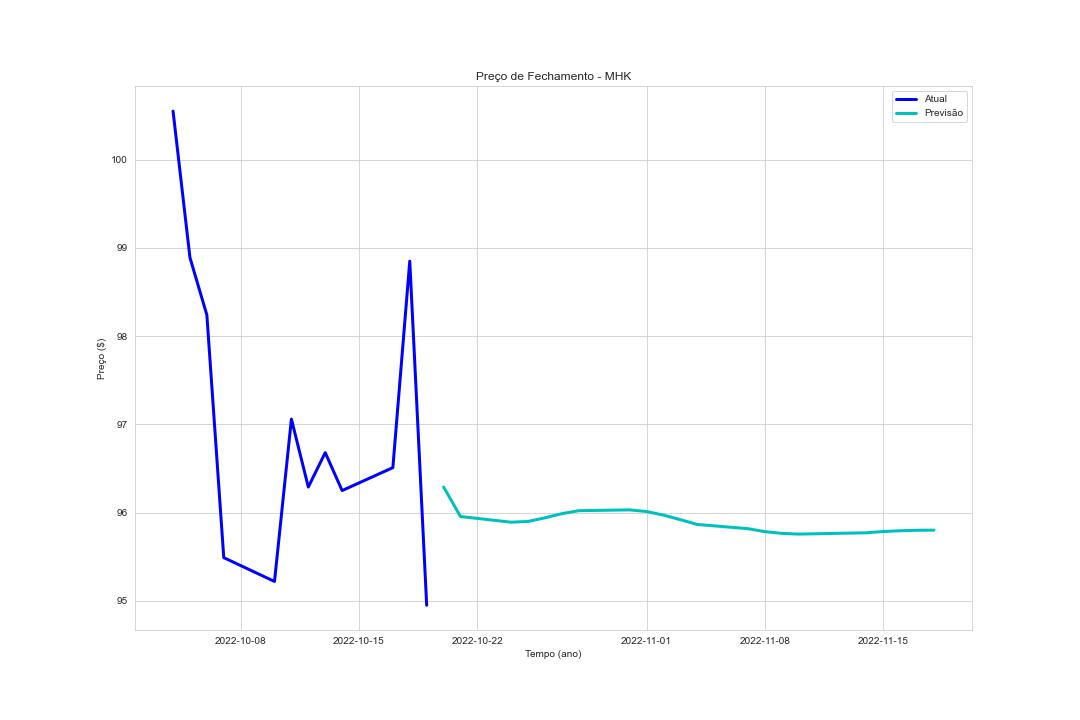 Preço de Fechamento - MHK
Atual
Previsão
100
99
98
97
96
95
Preço ($)
2022-10-08
2022-10-15
2022-10-22
2022-11-01
2022-11-08
2022-11-15
Tempo (ano)